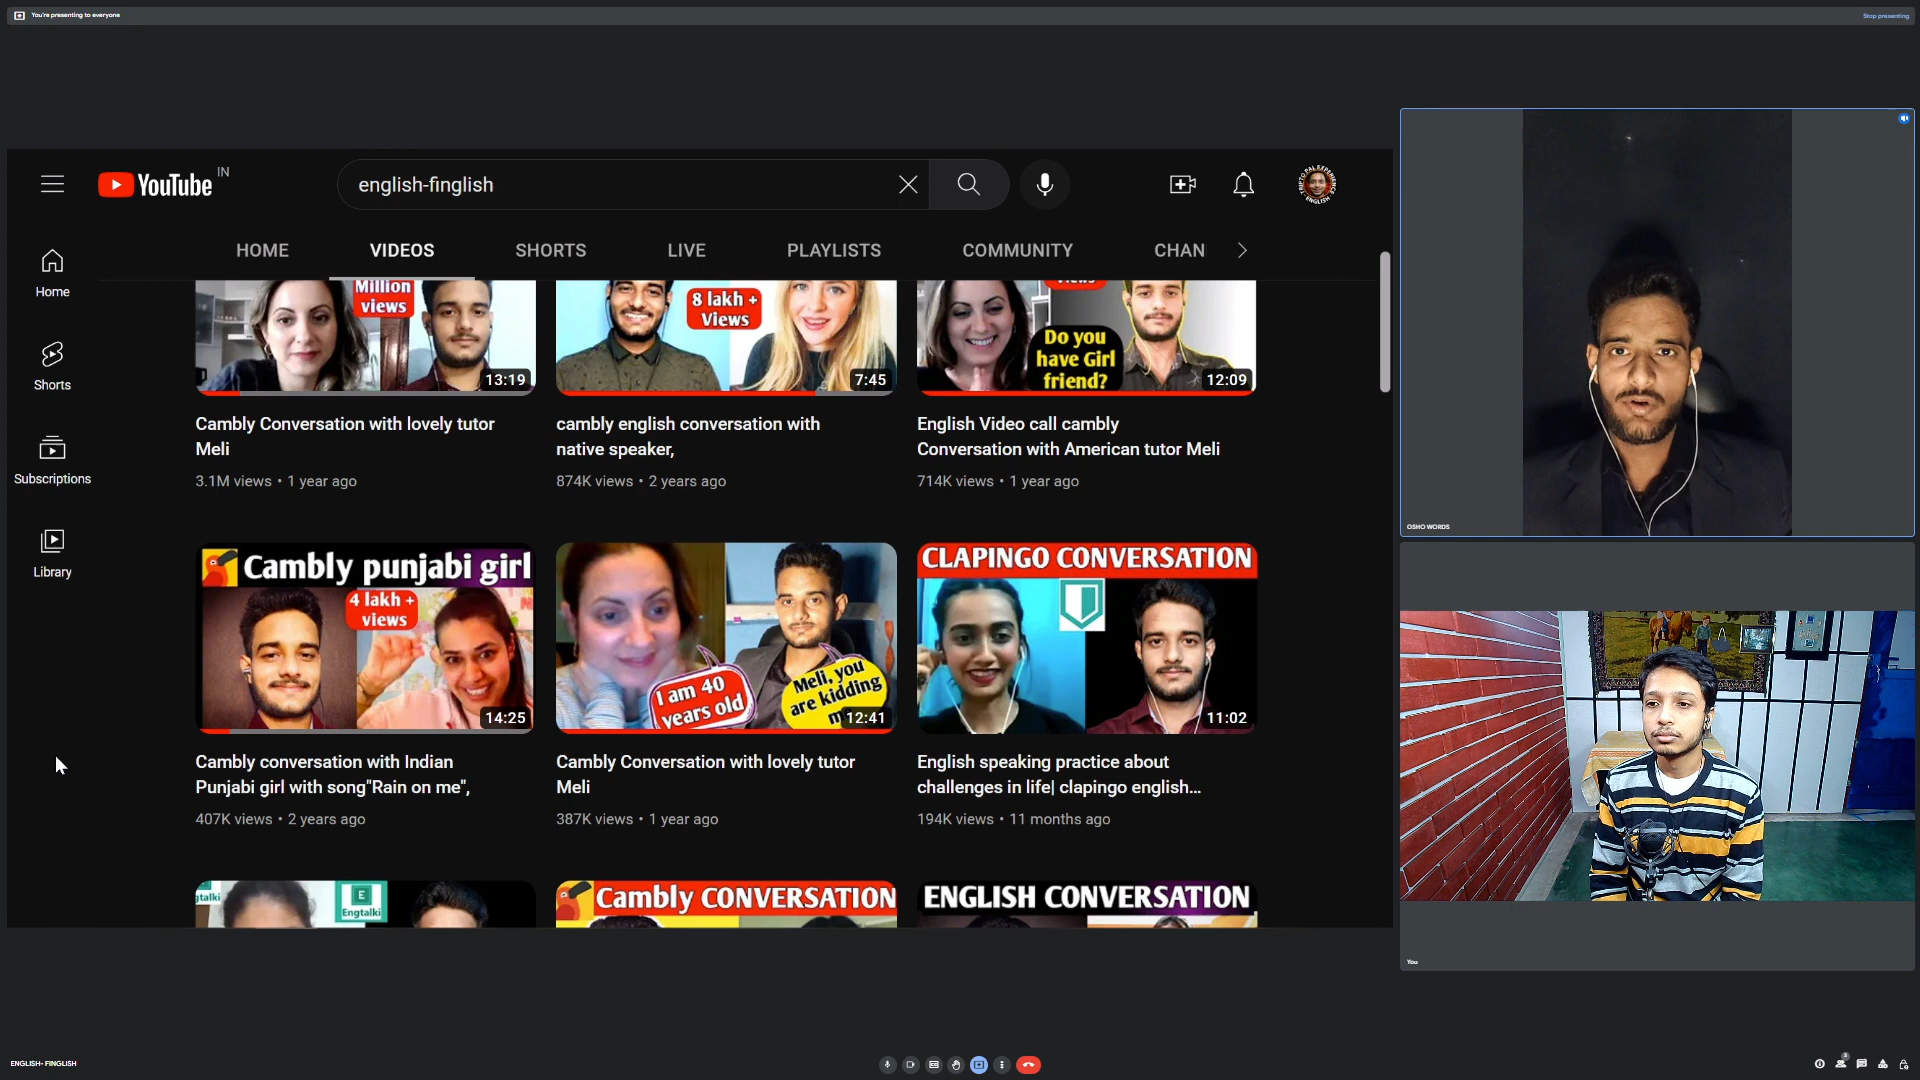 You're presenting to everyone
Stop presenting
YouTube IN
english-finglish
HOME
VIDEOS
SHORTS
LIVE
PLAYLISTS
COMMUNITY
CHAN
Home
Shorts
Subscriptions
Library
Million
views
13:19
8 lakh +
Views
7:45
views
Do you
have Girl
friend?
12:09
Cambly Conversation with lovely tutor
Meli
3.1M views • 1 year ago
cambly english conversation with
native speaker,
874K views • 2 years ago
English Video call cambly
Conversation with American tutor Meli
714K views • 1 year ago
Cambly punjabi girl
4 lakh +
views
14:25
I am 40
years old
Meli, you
are kidding
12:41
CLAPINGO CONVERSATION
11:02
Cambly conversation with Indian
Punjabi girl with song"Rain on me",
407K views • 2 years ago
Cambly Conversation with lovely tutor
Meli
387K views • 1 year ago
English speaking practice about
challenges in life| clapingo english...
194K views • 11 months ago
gtalki
E
Engtalki
Cambly CONVERSATION
ENGLISH CONVERSATION
OSHO WORDS
You
ENGLISH- FINGLISH